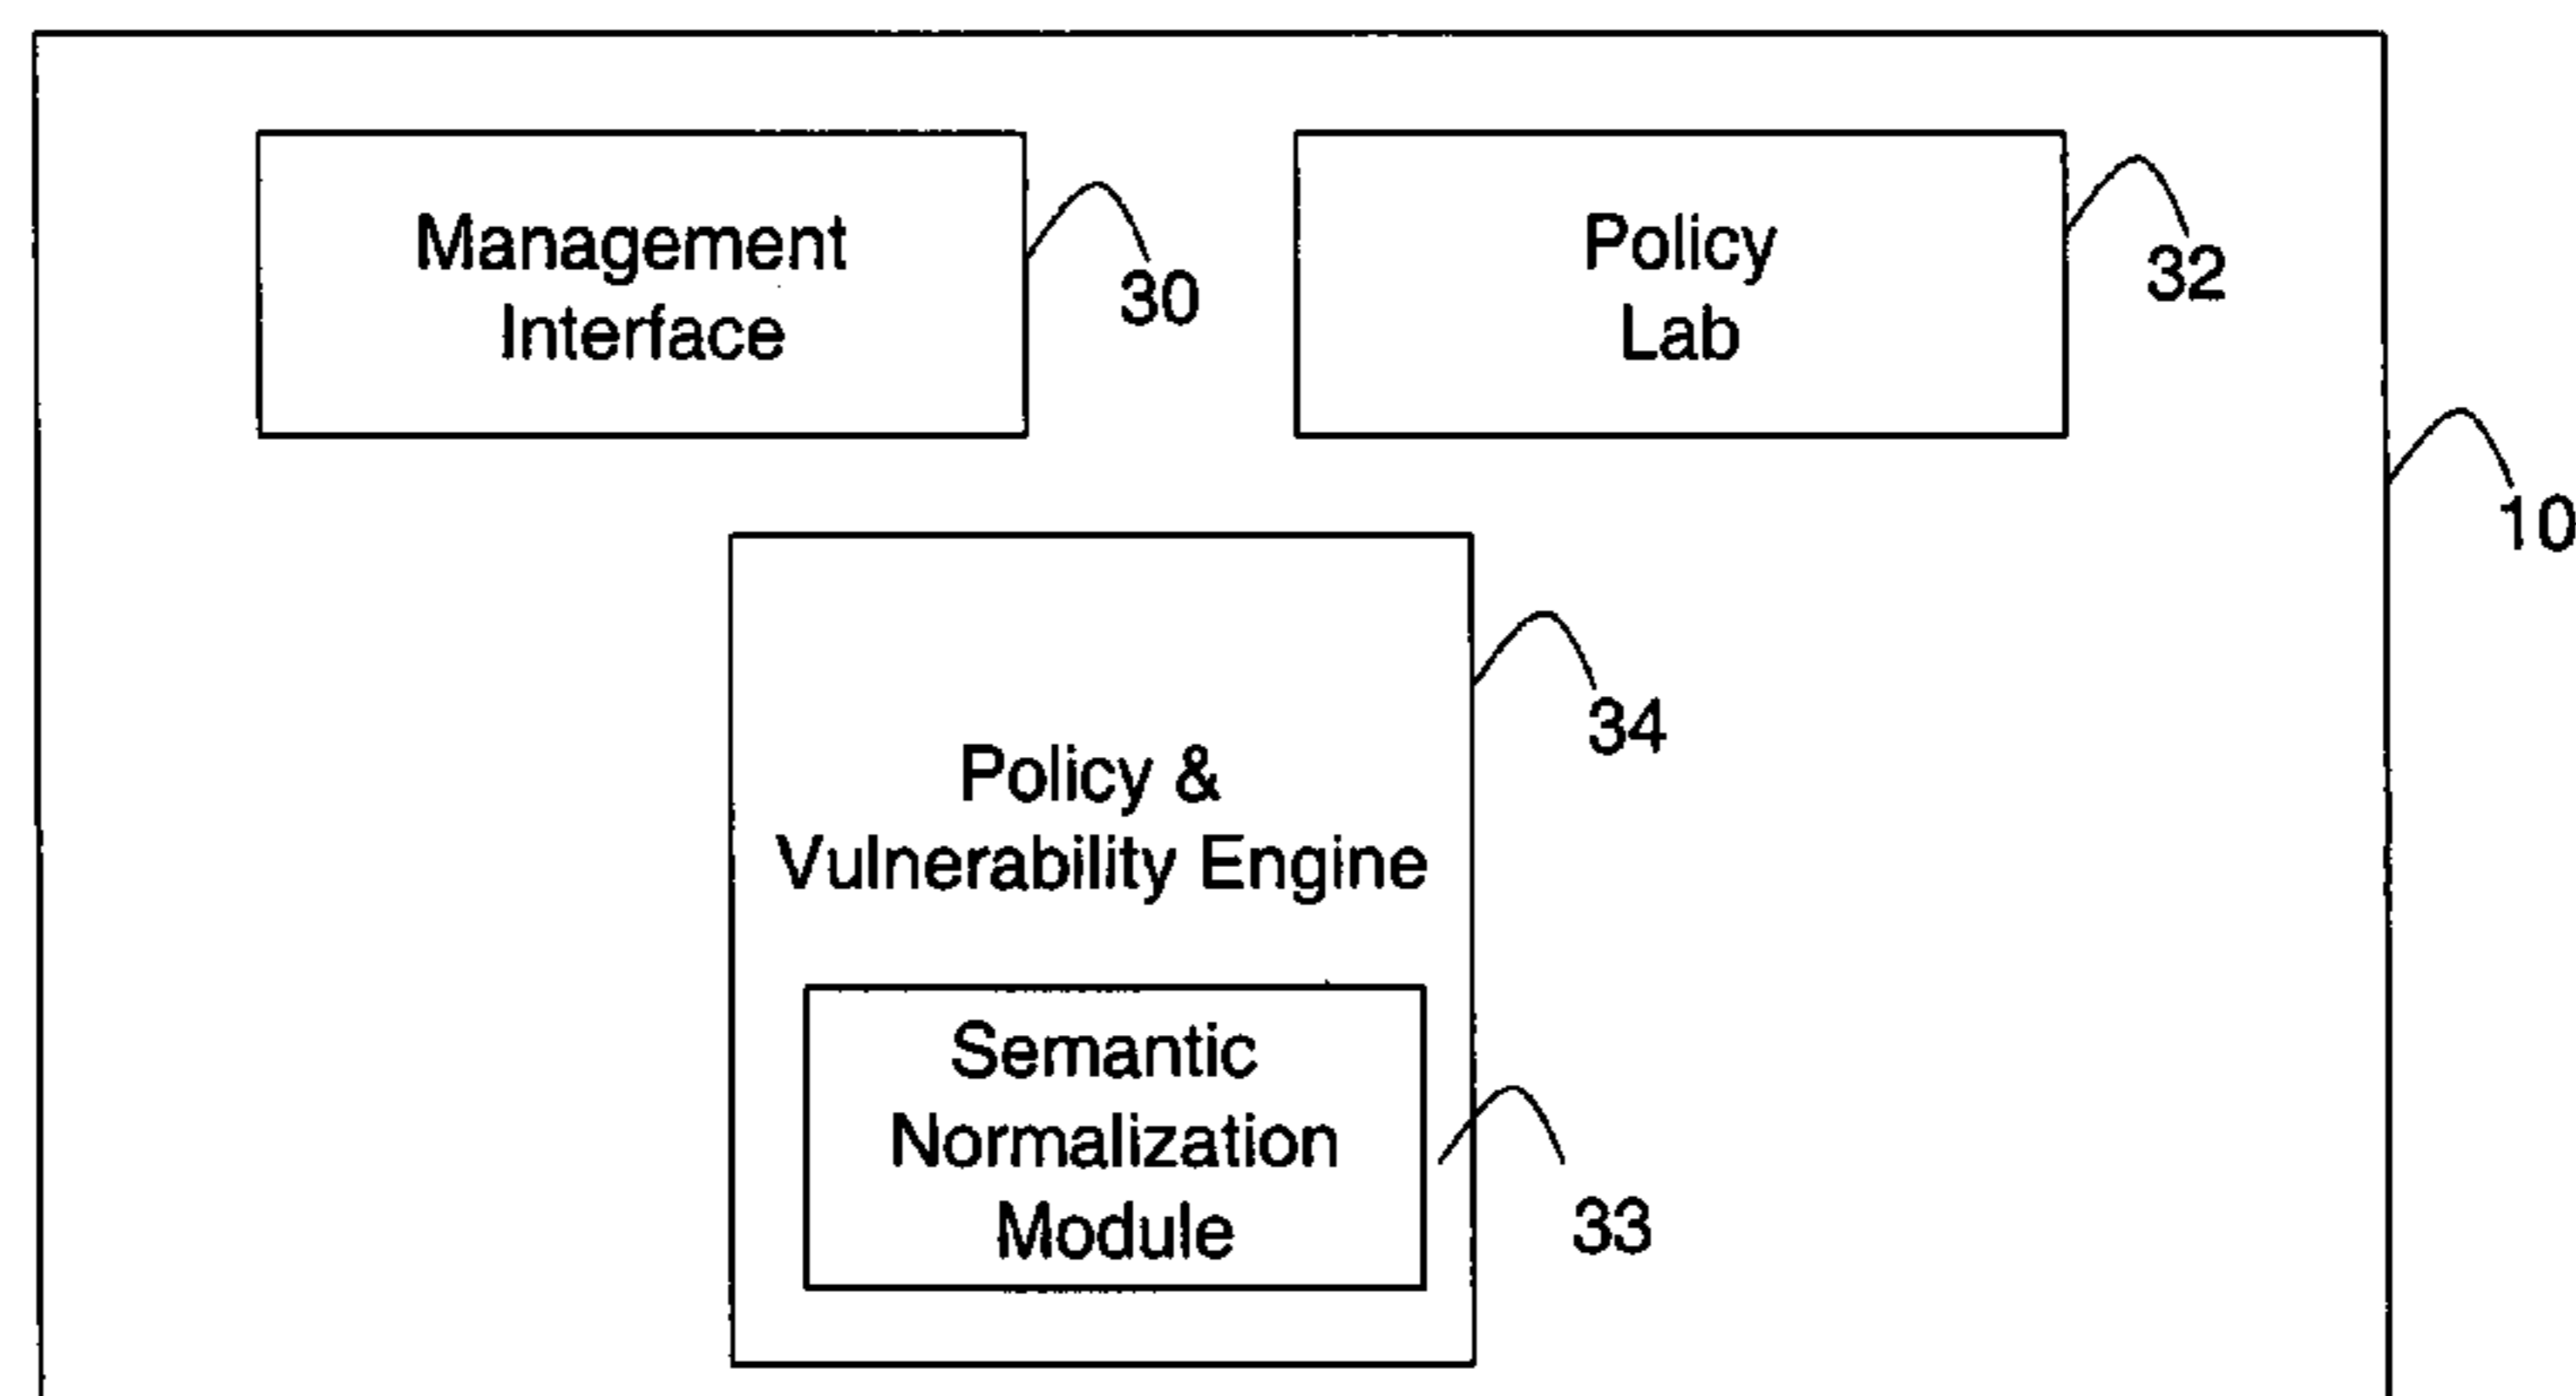 Management
Interface
30
Policy
Lab
32
10
Policy &
Vulnerability Engine
34
Semantic
Normalization
Module
33